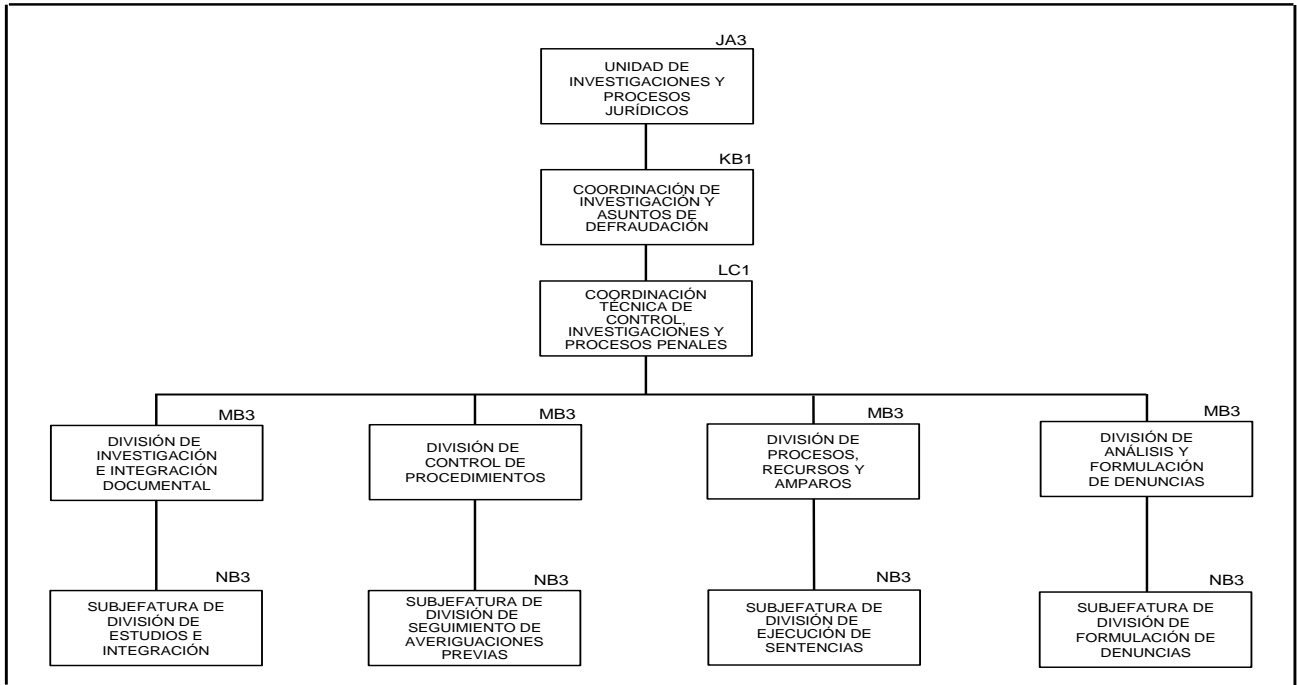 JA3
UNIDAD DE
INVESTIGACIONES Y
PROCESOS
JURÍDICOS
KB1
COORDINACIÓN DE
INVESTIGACIÓN Y
ASUNTOS DE
DEFRAUDACIÓN
LC1
COORDINACIÓN
TÉCNICA DE
CONTROL,
INVESTIGACIONES Y
PROCESOS PENALES
MB3
DIVISIÓN DE
INVESTIGACIÓN
E INTEGRACIÓN
DOCUMENTAL
MB3
DIVISIÓN DE
CONTROL DE
PROCEDIMIENTOS
MB3
DIVISIÓN DE
PROCESOS,
RECURSOS Y
AMPAROS
MB3
DIVISIÓN DE
ANÁLISIS Y
FORMULACIÓN
DE DENUNCIAS
NB3
SUBJEFATURA DE
DIVISIÓN DE
ESTUDIOS E
INTEGRACIÓN
NB3
SUBJEFATURA DE
DIVISIÓN DE
SEGUIMIENTO DE
AVERIGUACIONES
PREVIAS
NB3
SUBJEFATURA DE
DIVISIÓN DE
EJECUCIÓN DE
SENTENCIAS
NB3
SUBJEFATURA DE
DIVISIÓN DE
FORMULACIÓN DE
DENUNCIAS